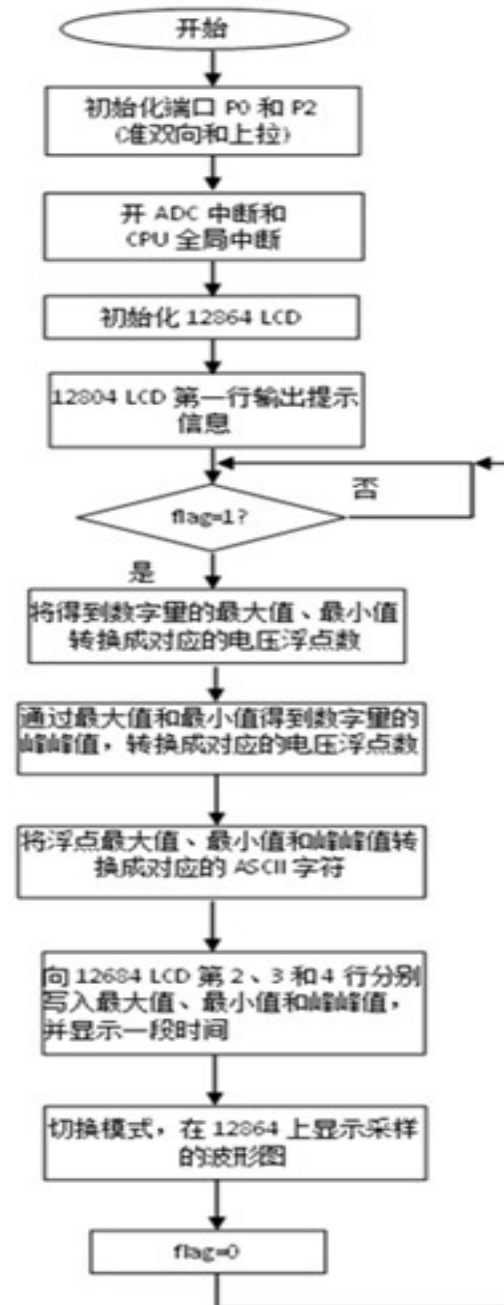 开始
初始化端口 P0 和 P2
(准双向和上拉)
开 ADC 中断和
CPU 全局中断
初始化 12864 LCD
12804 LCD 第一行输出提示
信息
否
flag=1?
是
将得到数字里的最大值、最小值
转换成对应的电压浮点数
通过最大值和最小值得到数字里的
峰峰值，转换成对应的电压浮点数
将浮点最大值、最小值和峰峰值转
换成对应的 ASCII 字符
向 12684 LCD 第 2、3 和 4 行分别
写入最大值、最小值和峰峰值，
并显示一段时间
切换模式，在 12864 上显示采样
的波形图
flag=0